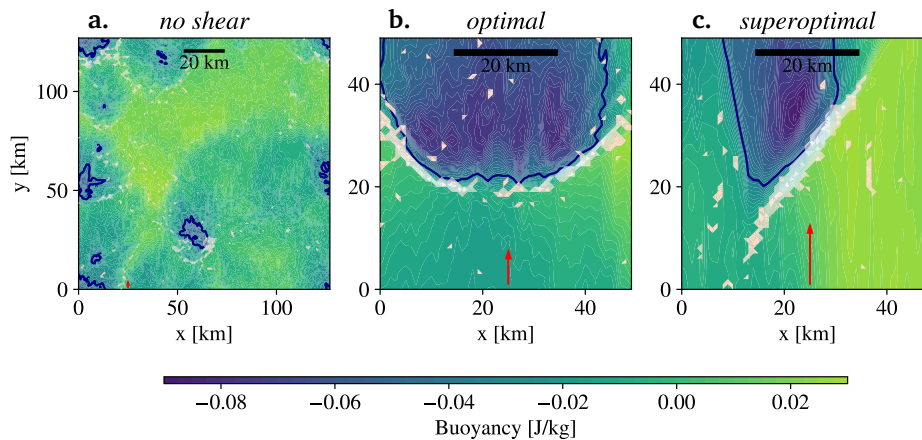 a. no shear
b. optimal
c. superoptimal
20 km
20 km
20 km
y [km]
100
50
0
0
50
100
x [km]
40
20
0
0
20
40
x [km]
40
20
0
0
20
40
x [km]
−0.08
−0.06
−0.04
−0.02
0.00
0.02
Buoyancy [J/kg]